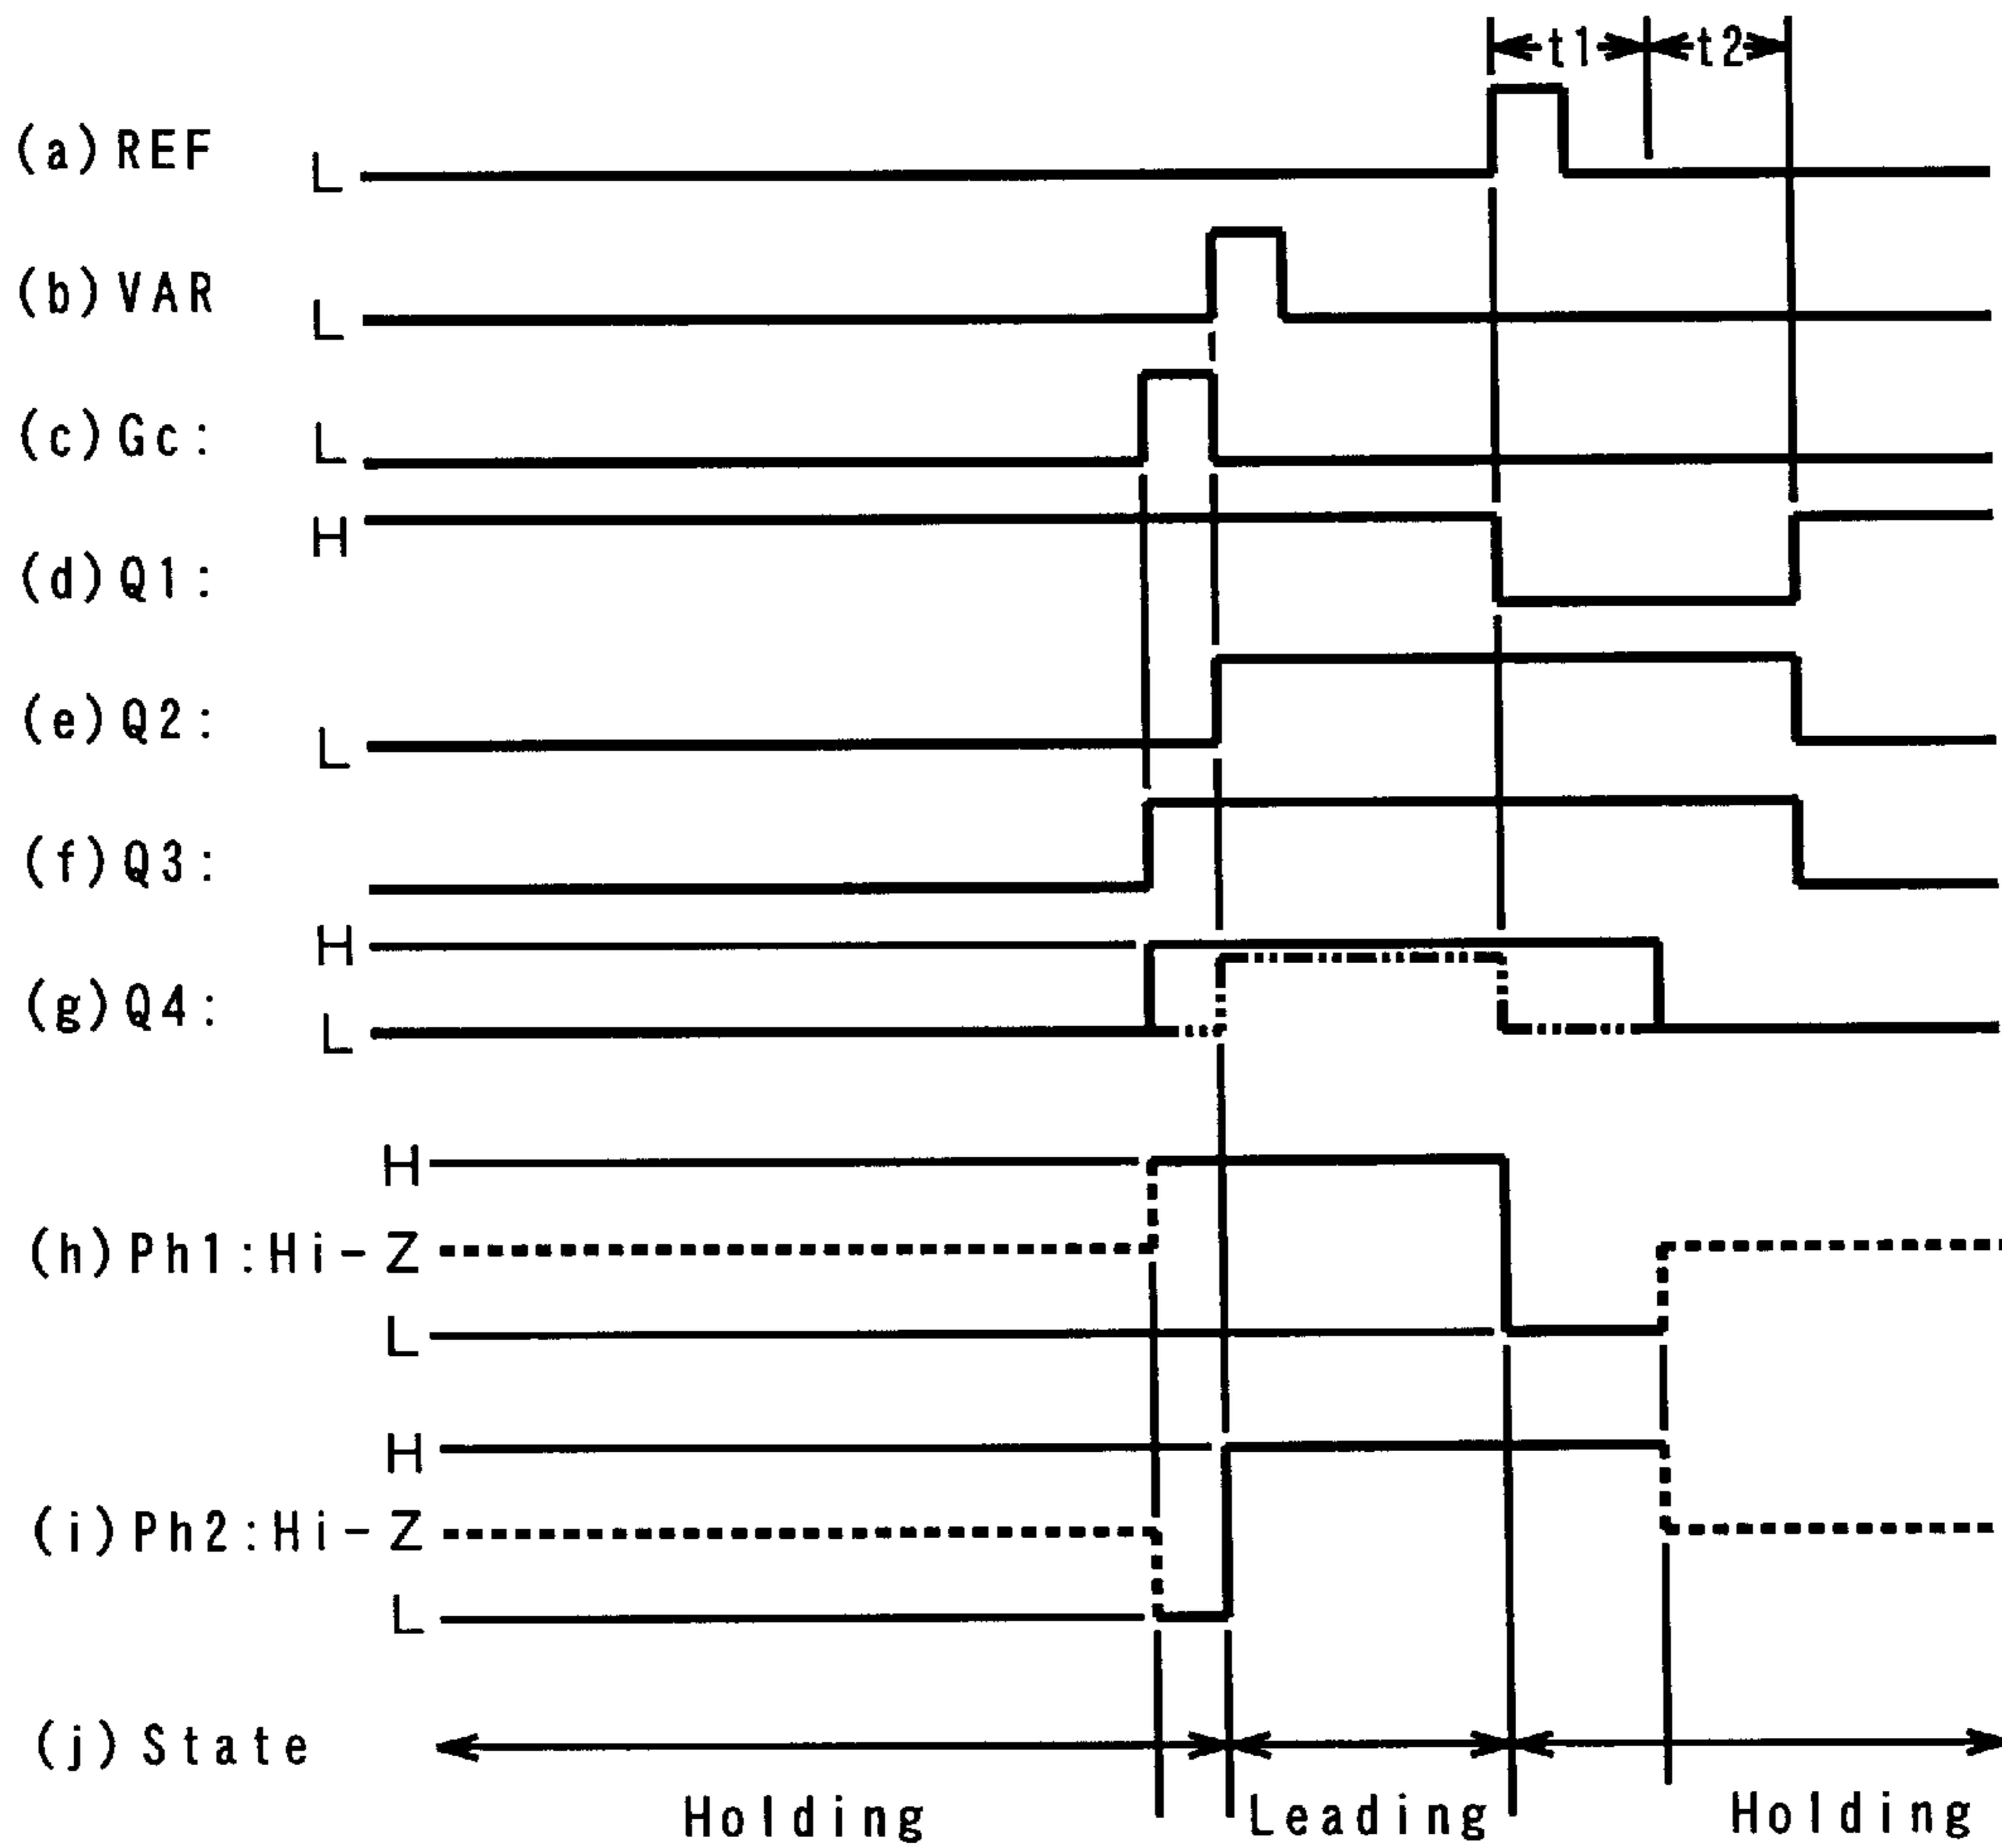 t1 t2
(a)REF L
(b)VAR L
(c)Gc: L
H
(d)Q1:
(e)Q2: L
(f)Q3:
H
(g)Q4: L
H
(h)Ph1:Hi-Z
L
H
(i)Ph2:Hi-Z
L
(j)State
Holding Leading Holding